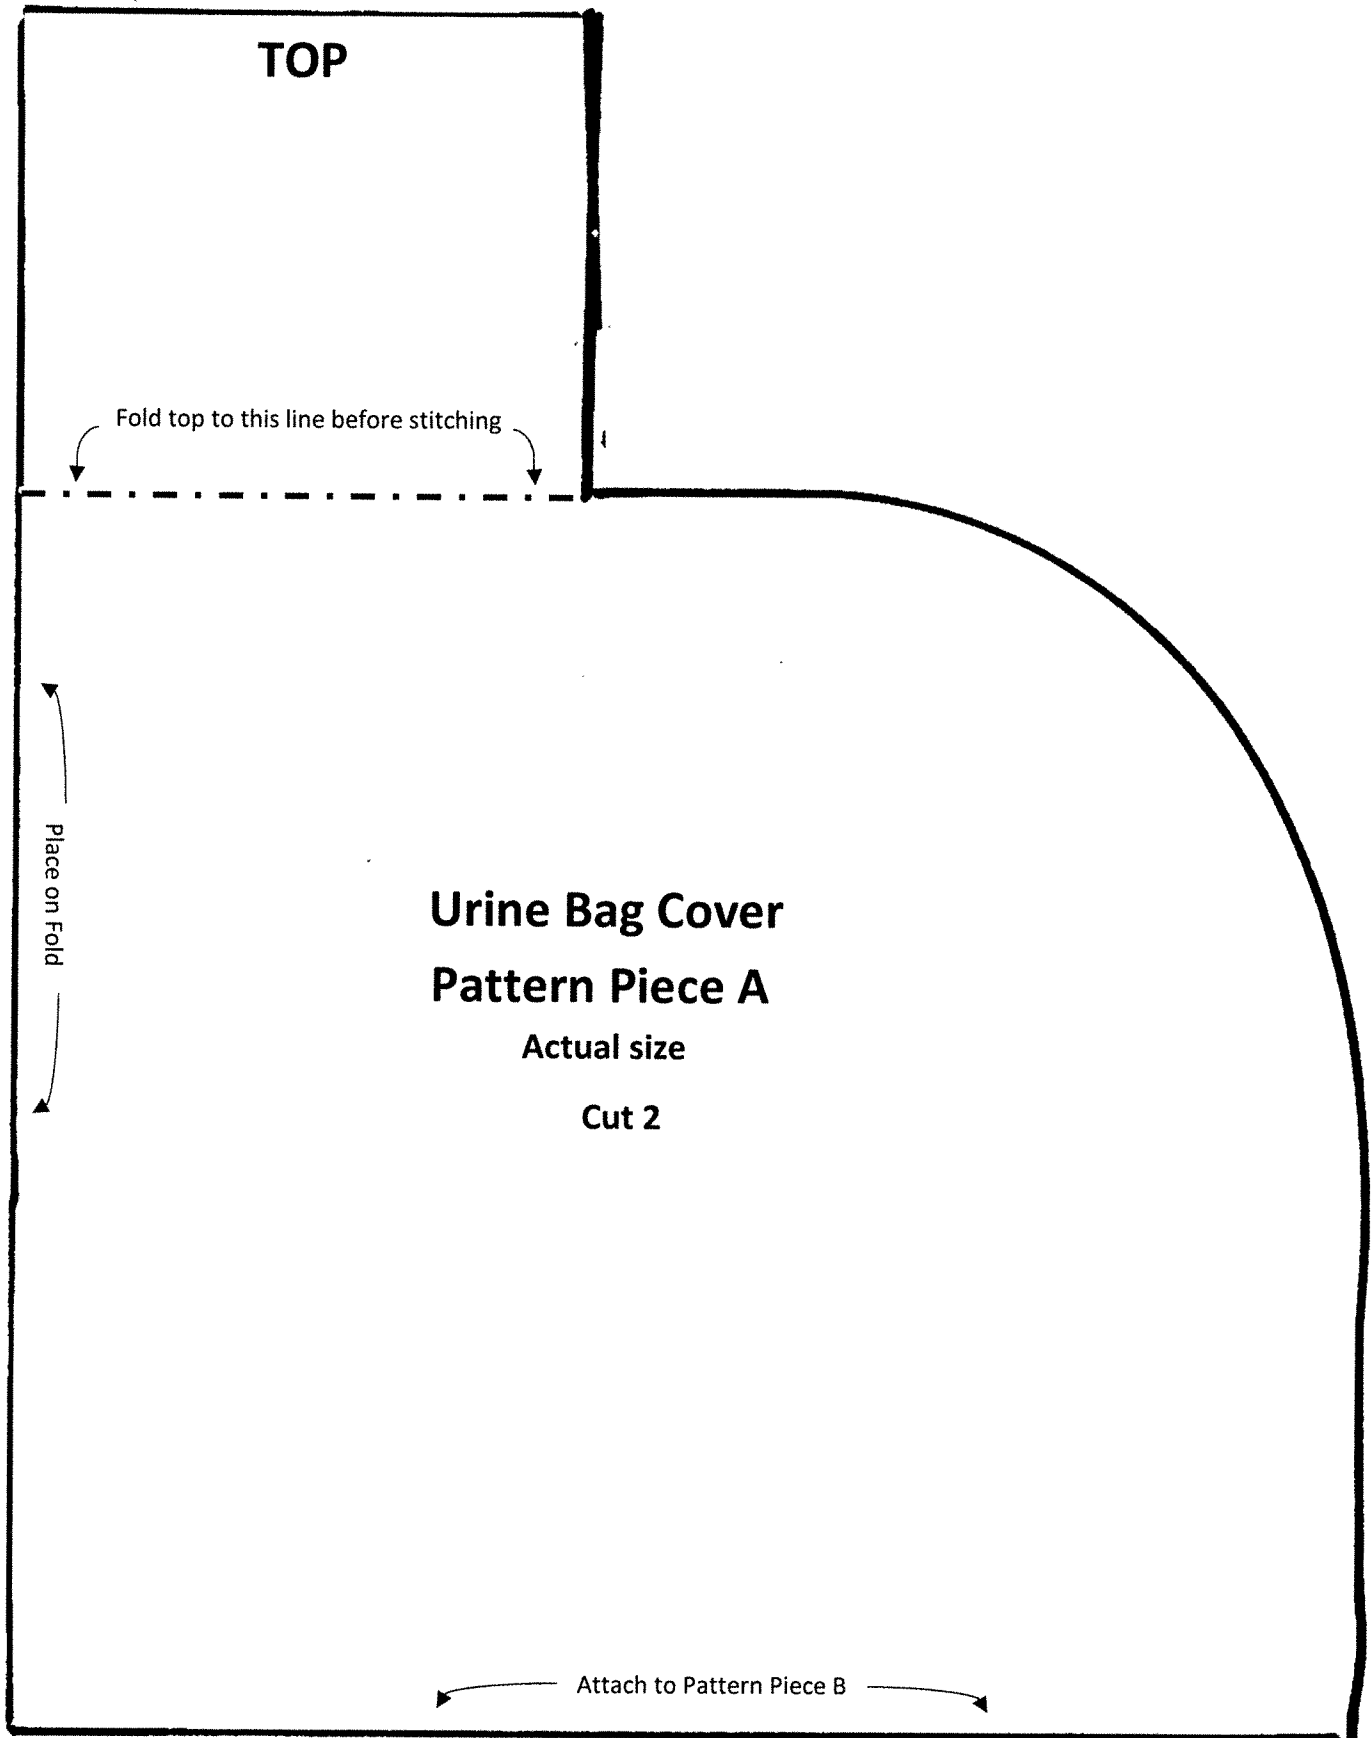 TOP
Fold top to this line before stitching
Place on Fold
Urine Bag Cover
Pattern Piece A
Actual size
Cut 2
Attach to Pattern Piece B